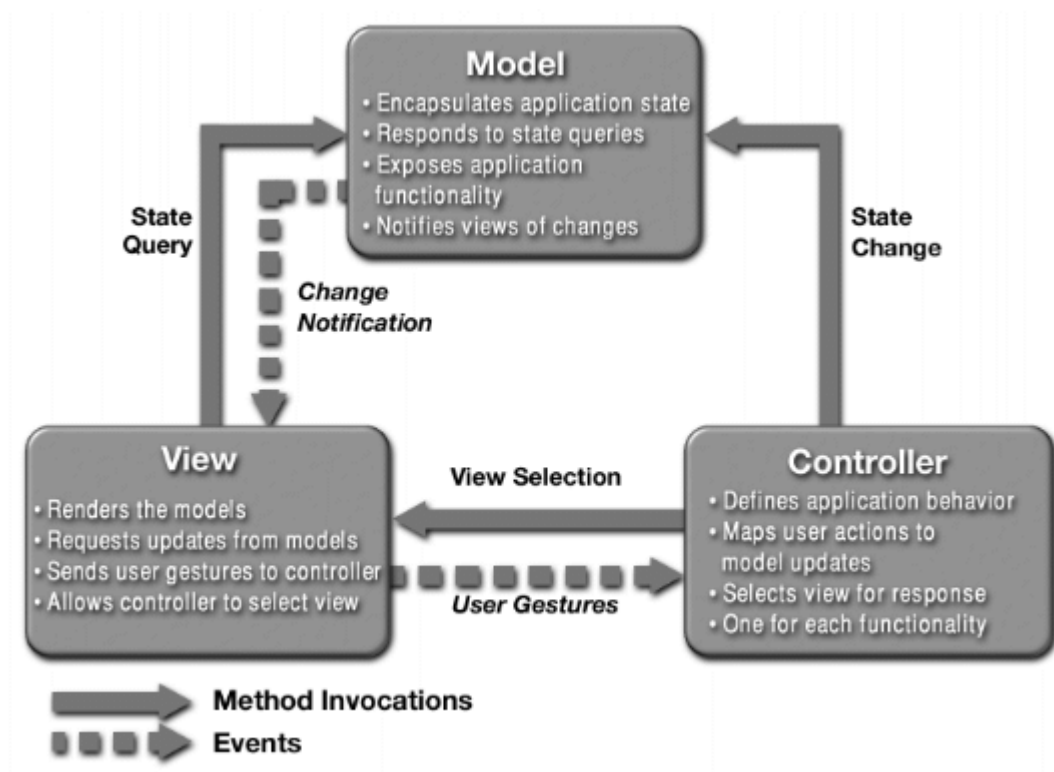 Model
• Encapsulates application state
• Responds to state queries
• Exposes application
functionality
• Notifies views of changes
State
Query
State
Change
Change
Notification
View
• Renders the models
• Requests updates from models
• Sends user gestures to controller
• Allows controller to select view
View Selection
User Gestures
Controller
• Defines application behavior
• Maps user actions to
model updates
• Selects view for response
• One for each functionality
Method Invocations
Events